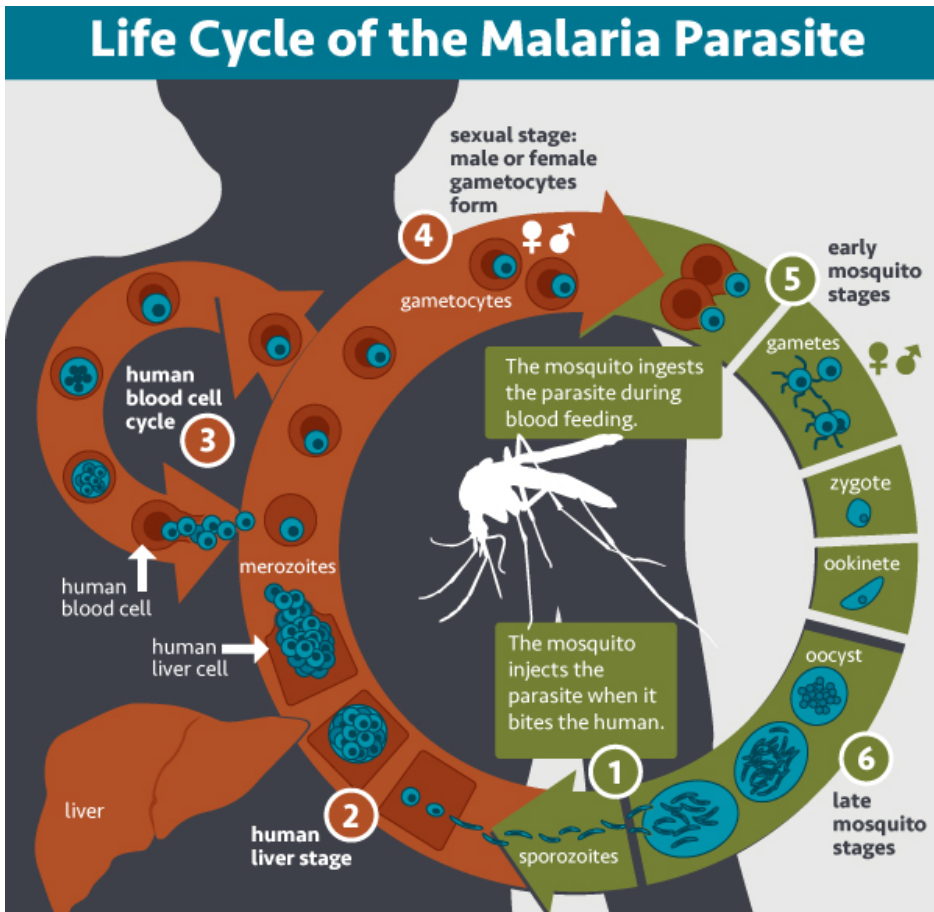 Life Cycle of the Malaria Parasite
sexual stage:
male or female
gametocytes
form
4
gametocytes
5
early
mosquito
stages
gametes
The mosquito ingests
the parasite during
blood feeding.
human
blood cell
cycle
3
zygote
ookinete
merozoites
human
blood cell
human
liver cell
The mosquito
injects the
parasite when it
bites the human.
oocyst
1
6
late
mosquito
stages
liver
2
human
liver stage
sporozoites